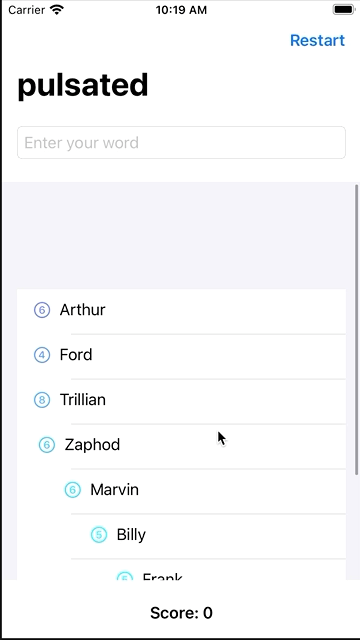 Carrier 10:19 AM
Restart
pulsated
Enter your word
6 Arthur
4 Ford
8 Trillian
6 Zaphod
6 Marvin
5 Billy
5 Frank
Score: 0